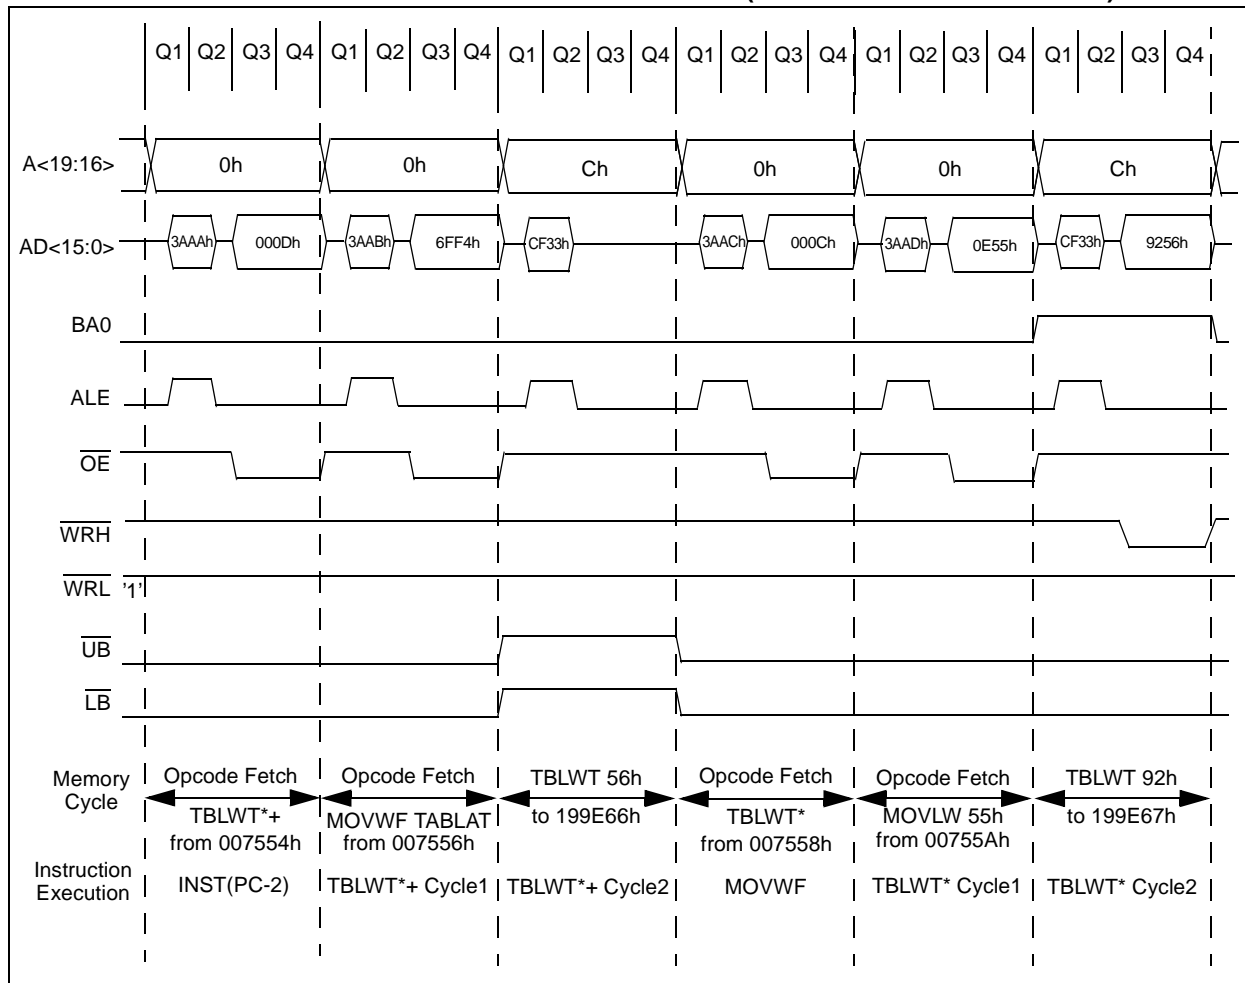 Q1 Q2 Q3 Q4 Q1 Q2 Q3 Q4 Q1 Q2 Q3 Q4 Q1 Q2 Q3 Q4 Q1 Q2 Q3 Q4 Q1 Q2 Q3 Q4
A<19:16> 0h 0h Ch 0h 0h Ch
AD<15:0> 3AAAh 000Dh 3AABh 6FF4h CF33h 3AACh 000Ch 3AADh 0E55h CF33h 9256h
BA0
ALE
OE
WRH
WRL '1'
UB
LB
Memory Cycle
Opcode Fetch
TBLWT*+
from 007554h
Opcode Fetch
MOVWF TABLAT
from 007556h
TBLWT 56h
to 199E66h
Opcode Fetch
TBLWT*
from 007558h
Opcode Fetch
MOVLW 55h
from 00755Ah
TBLWT 92h
to 199E67h
Instruction Execution
INST(PC-2) TBLWT*+ Cycle1 TBLWT*+ Cycle2 MOVWF TBLWT* Cycle1 TBLWT* Cycle2